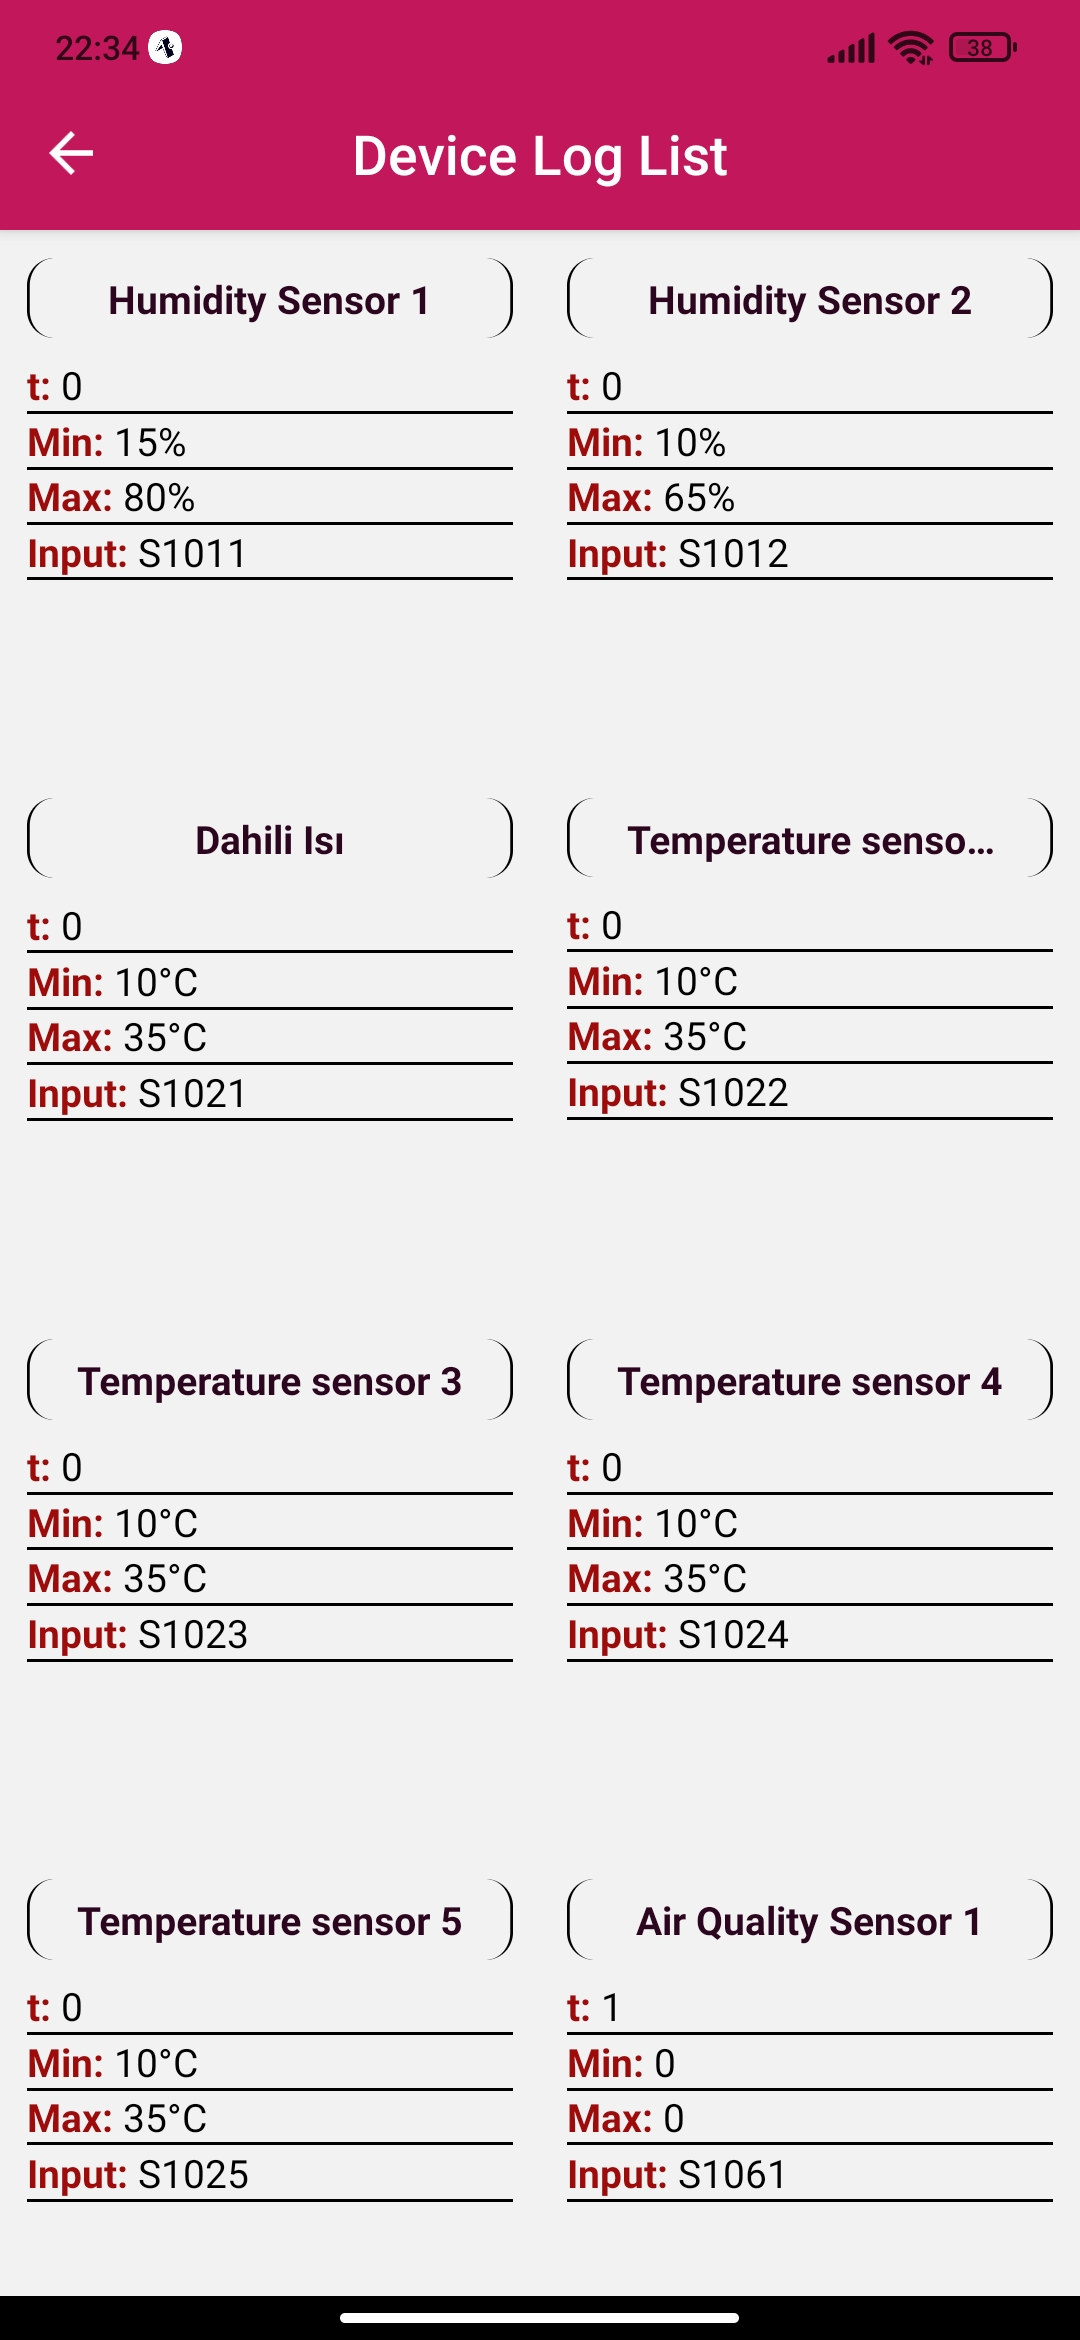 22:34
38
Device Log List
Humidity Sensor 1
t: 0
Min: 15%
Max: 80%
Input: S1011
Humidity Sensor 2
t: 0
Min: 10%
Max: 65%
Input: S1012
Dahili Isı
t: 0
Min: 10°C
Max: 35°C
Input: S1021
Temperature senso...
t: 0
Min: 10°C
Max: 35°C
Input: S1022
Temperature sensor 3
t: 0
Min: 10°C
Max: 35°C
Input: S1023
Temperature sensor 4
t: 0
Min: 10°C
Max: 35°C
Input: S1024
Temperature sensor 5
t: 0
Min: 10°C
Max: 35°C
Input: S1025
Air Quality Sensor 1
t: 1
Min: 0
Max: 0
Input: S1061